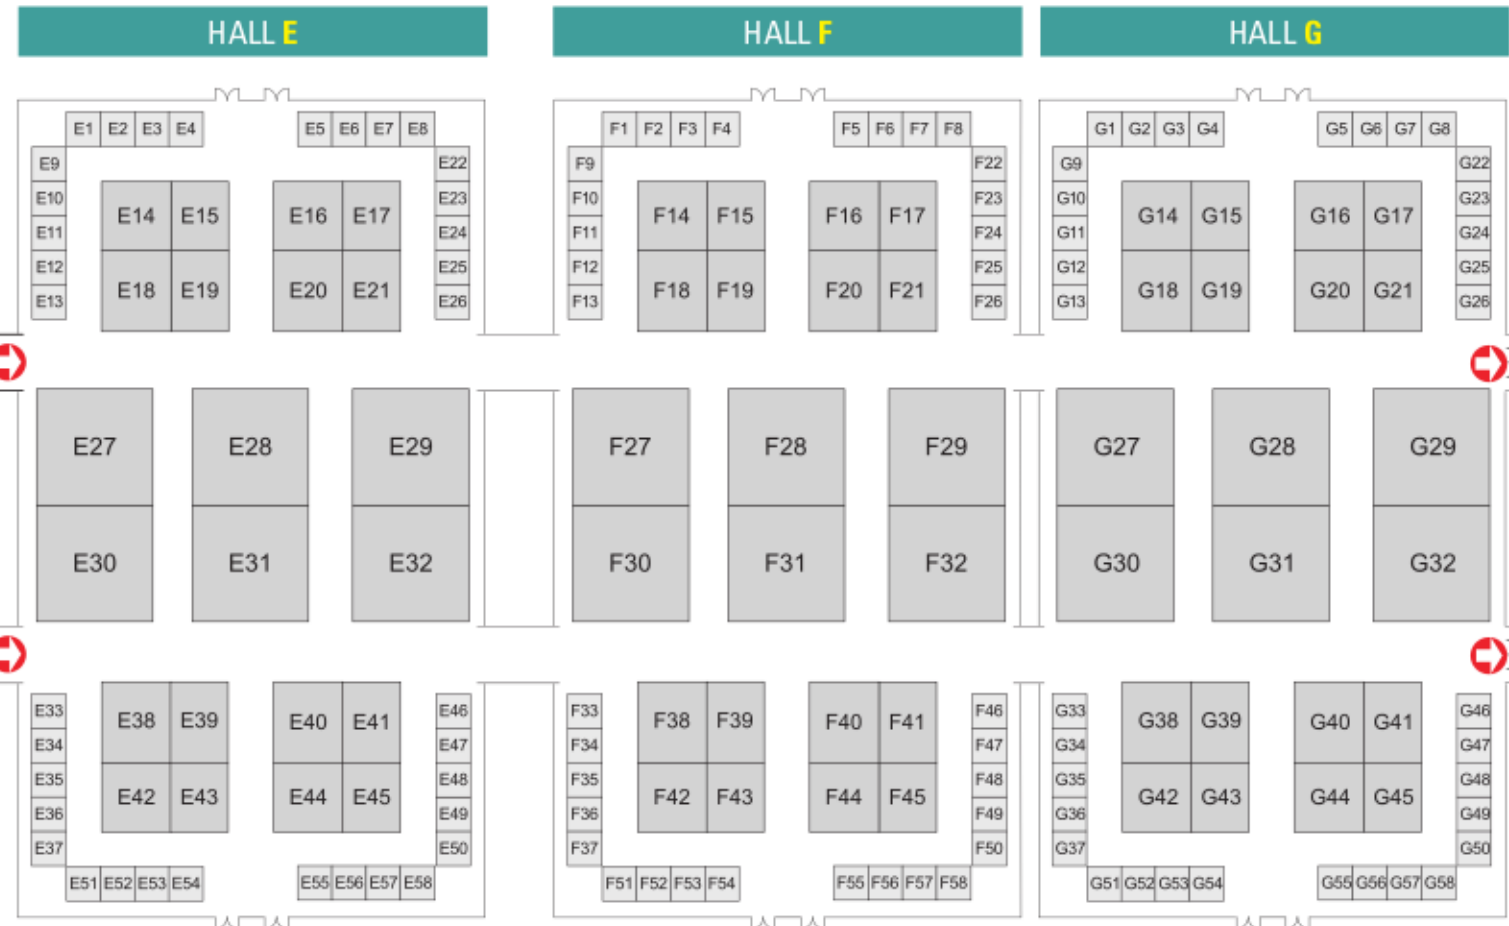 HALL E
HALL F
HALL G
E1 E2 E3 E4 E5 E6 E7 E8
F1 F2 F3 F4 F5 F6 F7 F8
G1 G2 G3 G4 G5 G6 G7 G8
E9 E22 F9 F22 G9 G22
E10 E23 F10 F23 G10 G23
E14 E15 E16 E17 F14 F15 F16 F17 G14 G15 G16 G17
E11 E24 F11 F24 G11 G24
E12 E25 F12 F25 G12 G25
E18 E19 E20 E21 F18 F19 F20 F21 G18 G19 G20 G21
E13 E26 F13 F26 G13 G26
E27 E28 E29 F27 F28 F29 G27 G28 G29
E30 E31 E32 F30 F31 F32 G30 G31 G32
E33 E46 F33 F46 G33 G46
E38 E39 E40 E41 F38 F39 F40 F41 G38 G39 G40 G41
E34 E47 F34 F47 G34 G47
E35 E48 F35 F48 G35 G48
E42 E43 E44 E45 F42 F43 F44 F45 G42 G43 G44 G45
E36 E49 F36 F49 G36 G49
E37 E50 F37 F50 G37 G50
E51 E52 E53 E54 E55 E56 E57 E58
F51 F52 F53 F54 F55 F56 F57 F58
G51 G52 G53 G54 G55 G56 G57 G58